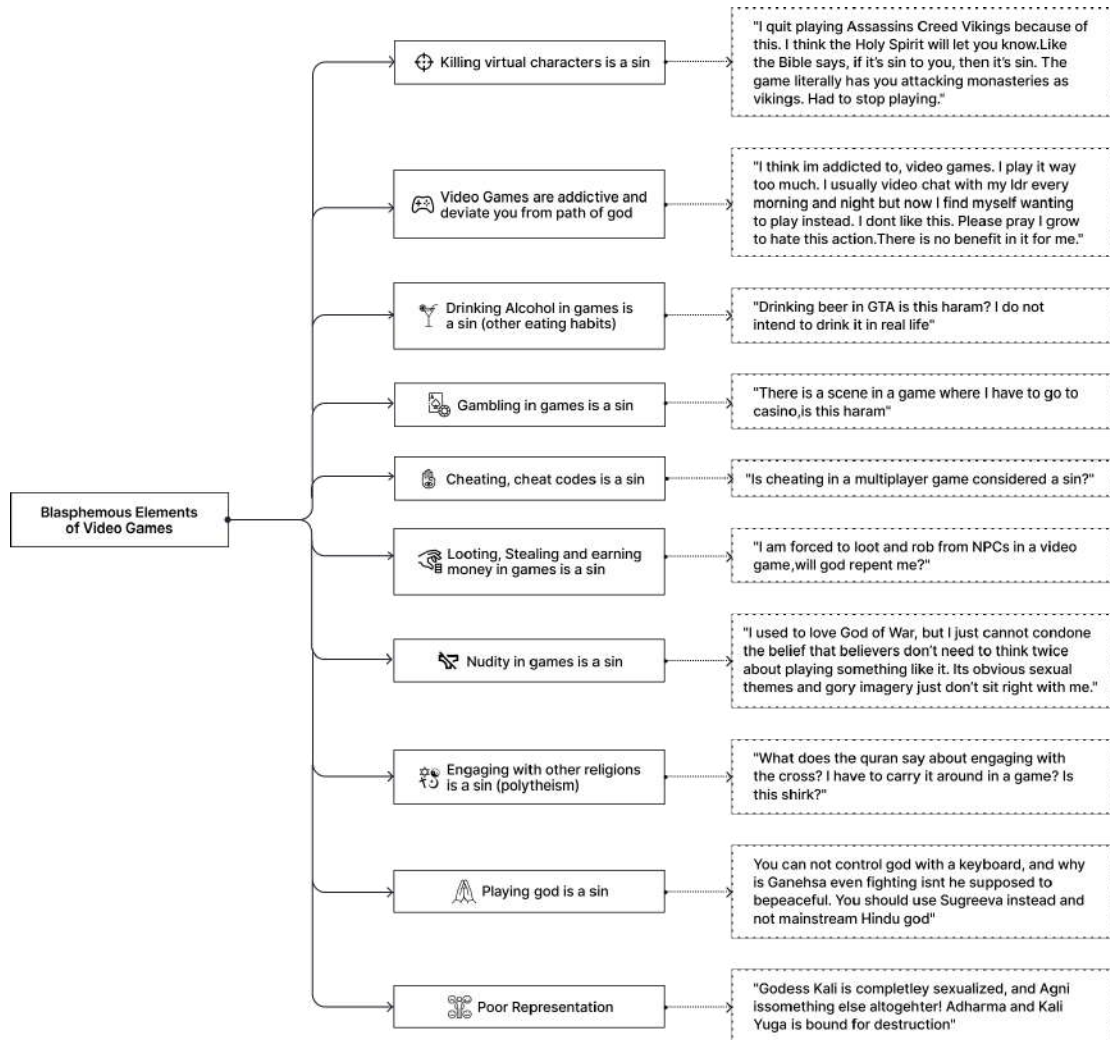 Blasphemous Elements
of Video Games
Killing virtual characters is a sin
"I quit playing Assassins Creed Vikings because of
this. I think the Holy Spirit will let you know.Like
the Bible says, if it's sin to you, then it's sin. The
game literally has you attacking monasteries as
vikings. Had to stop playing."
Video Games are addictive and
deviate you from path of god
"I think im addicted to, video games. I play it way
too much. I usually video chat with my ldr every
morning and night but now I find myself wanting
to play instead. I dont like this. Please pray I grow
to hate this action.There is no benefit in it for me."
Drinking Alcohol in games is
a sin (other eating habits)
"Drinking beer in GTA is this haram? I do not
intend to drink it in real life"
Gambling in games is a sin
"There is a scene in a game where I have to go to
casino,is this haram"
Cheating, cheat codes is a sin
"Is cheating in a multiplayer game considered a sin?"
Looting, Stealing and earning
money in games is a sin
"I am forced to loot and rob from NPCs in a video
game,will god repent me?"
Nudity in games is a sin
"I used to love God of War, but I just cannot condone
the belief that believers don't need to think twice
about playing something like it. Its obvious sexual
themes and gory imagery just don't sit right with me."
Engaging with other religions
is a sin (polytheism)
"What does the quran say about engaging with
the cross? I have to carry it around in a game? Is
this shirk?"
Playing god is a sin
You can not control god with a keyboard, and why
is Ganehsa even fighting isnt he supposed to
bepeaceful. You should use Sugreeva instead and
not mainstream Hindu god"
Poor Representation
"Godess Kali is completley sexualized, and Agni
issomething else altogehter! Adharma and Kali
Yuga is bound for destruction"